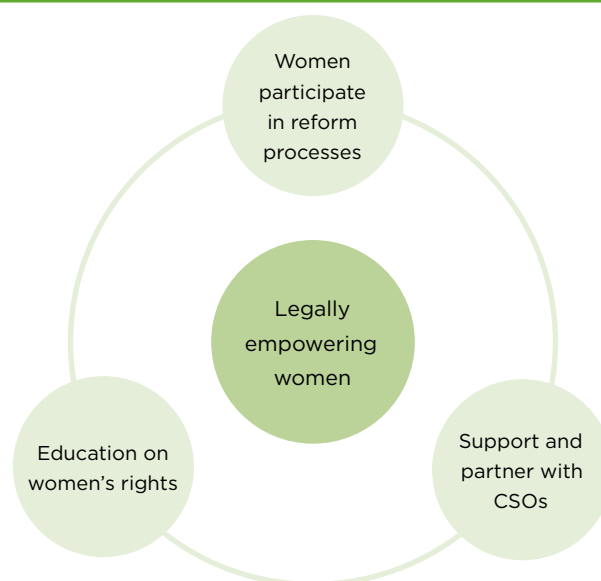 Women
participate
in reform
processes
Legally
empowering
women
Education on
women’s rights
Support and
partner with
CSOs